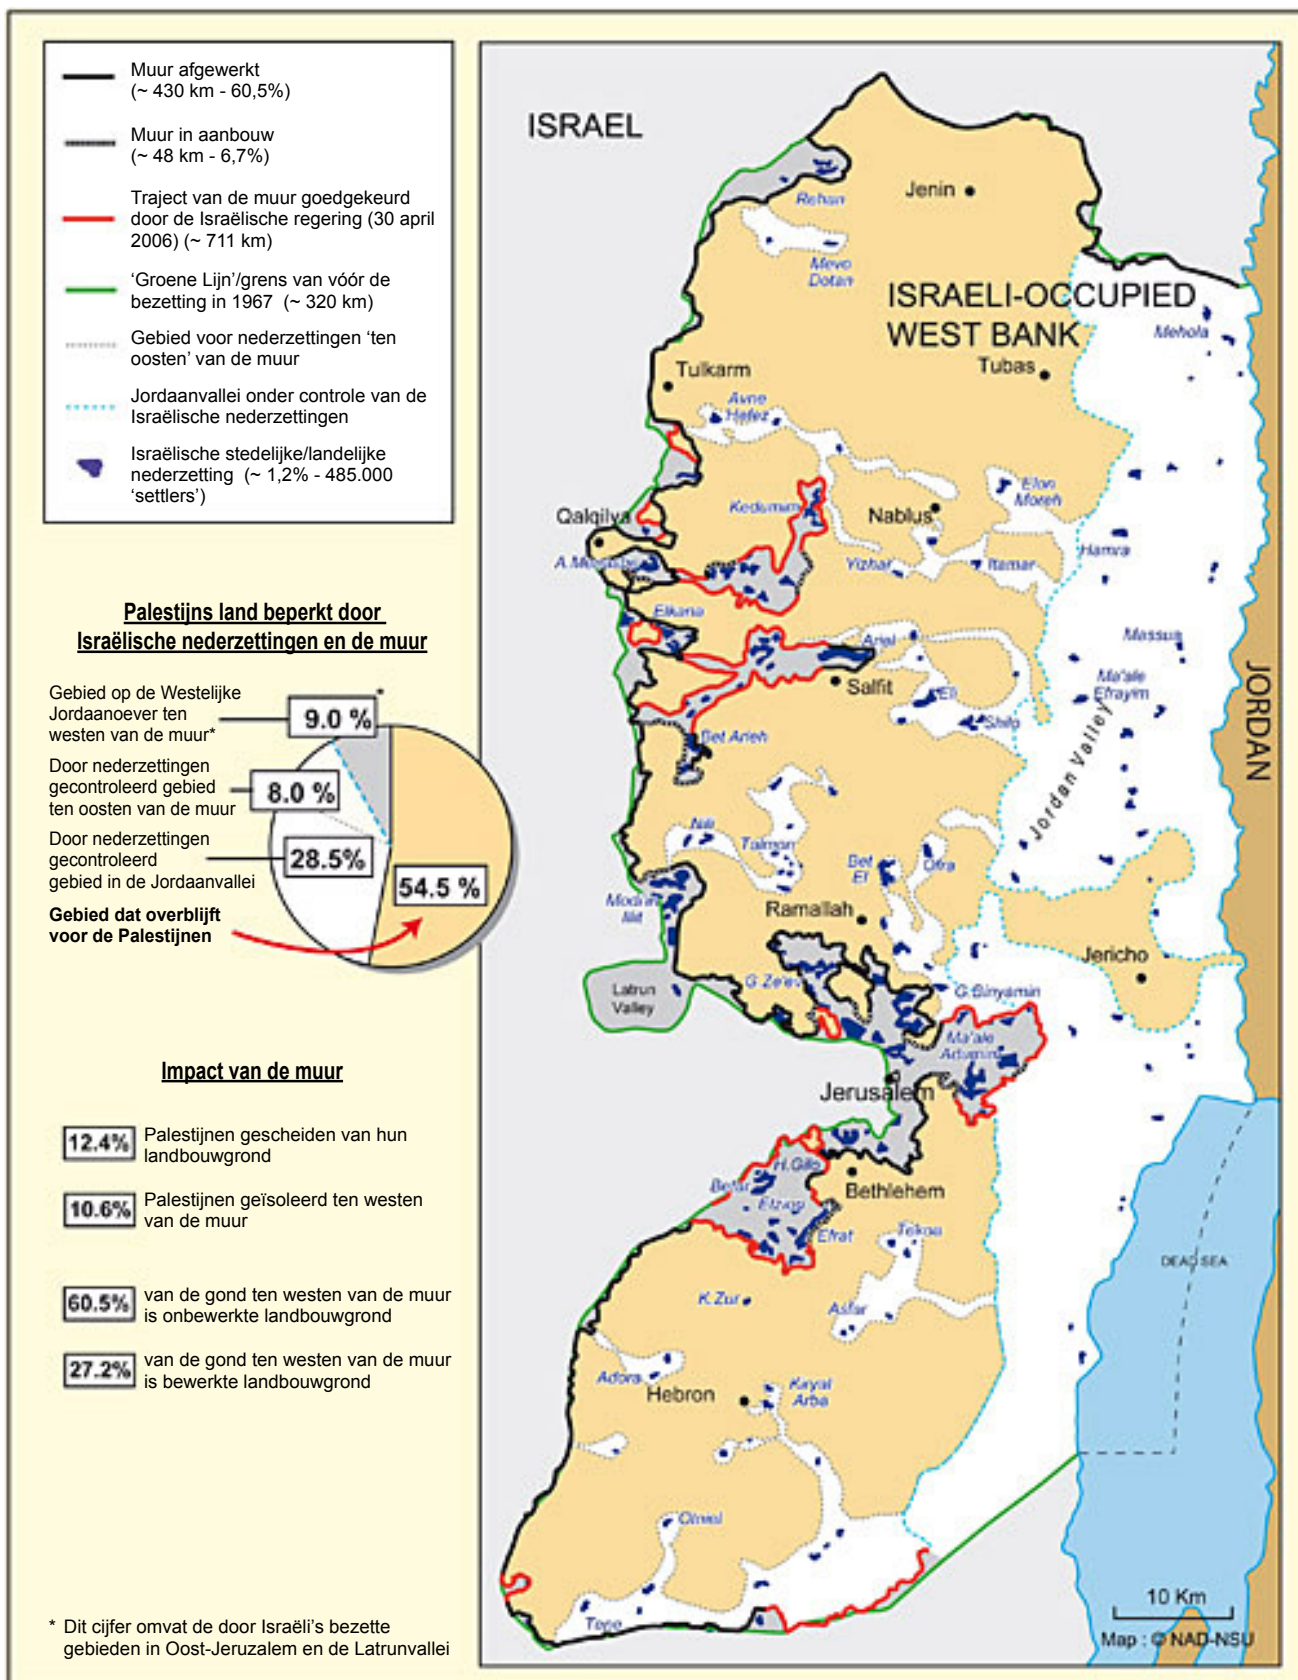 Muur afgewerkt
(~ 430 km - 60,5%)
Muur in aanbouw
(~ 48 km - 6,7%)
Traject van de muur goedgekeurd
door de Israëlische regering (30 april
2006) (~ 711 km)
‘Groene Lijn’/grens van vóór de
bezetting in 1967 (~ 320 km)
Gebied voor nederzettingen ‘ten
oosten’ van de muur
Jordaanvallei onder controle van de
Israëlische nederzettingen
Israëlische stedelijke/landelijke
nederzetting (~ 1,2% - 485.000
‘settlers’)
Palestijns land beperkt door
Israëlische nederzettingen en de muur
Gebied op de Westelijke
Jordaanoever ten
westen van de muur*
*
9.0 %
Door nederzettingen
gecontroleerd gebied
ten oosten van de muur
8.0 %
Door nederzettingen
gecontroleerd
gebied in de Jordaanvallei
28.5%
54.5 %
Gebied dat overblijft
voor de Palestijnen
Impact van de muur
12.4% Palestijnen gescheiden van hun
landbouwgrond
10.6% Palestijnen geïsoleerd ten westen
van de muur
60.5% van de gond ten westen van de muur
is onbewerkte landbouwgrond
27.2% van de gond ten westen van de muur
is bewerkte landbouwgrond
* Dit cijfer omvat de door Israëli’s bezette
gebieden in Oost-Jeruzalem en de Latrunvallei
ISRAEL
Jenin
Rehan
Mevo
Dotan
ISRAELI-OCCUPIED
WEST BANK
Mehola
Tulkarm
Tubas
Avne
Hefez
Elon
Moreh
Kedumim
Qalqilya
Nablus
Hamra
Yizhar
Itamar
Elkana
Massua
Ariel
Salfit
Ma'ale
Efrayim
Eli
Shilo
JORDAN
Bet Arieh
Jordan Valley
Nili
Talmon
Bet
El
Ofra
Modi'in
Illit
Ramallah
Jericho
G.Ze'ev
G.Binyamin
Latrun
Valley
Ma'ale
Adumim
Jerusalem
H.Gilo
Betar
Bethlehem
Etzion
Efrat
Tekoa
DEAD SEA
K.Zur
Asfar
Adora
Hebron
Kiryat
Arba
Otniel
Tene
10 Km
Map : © NAD-NSU